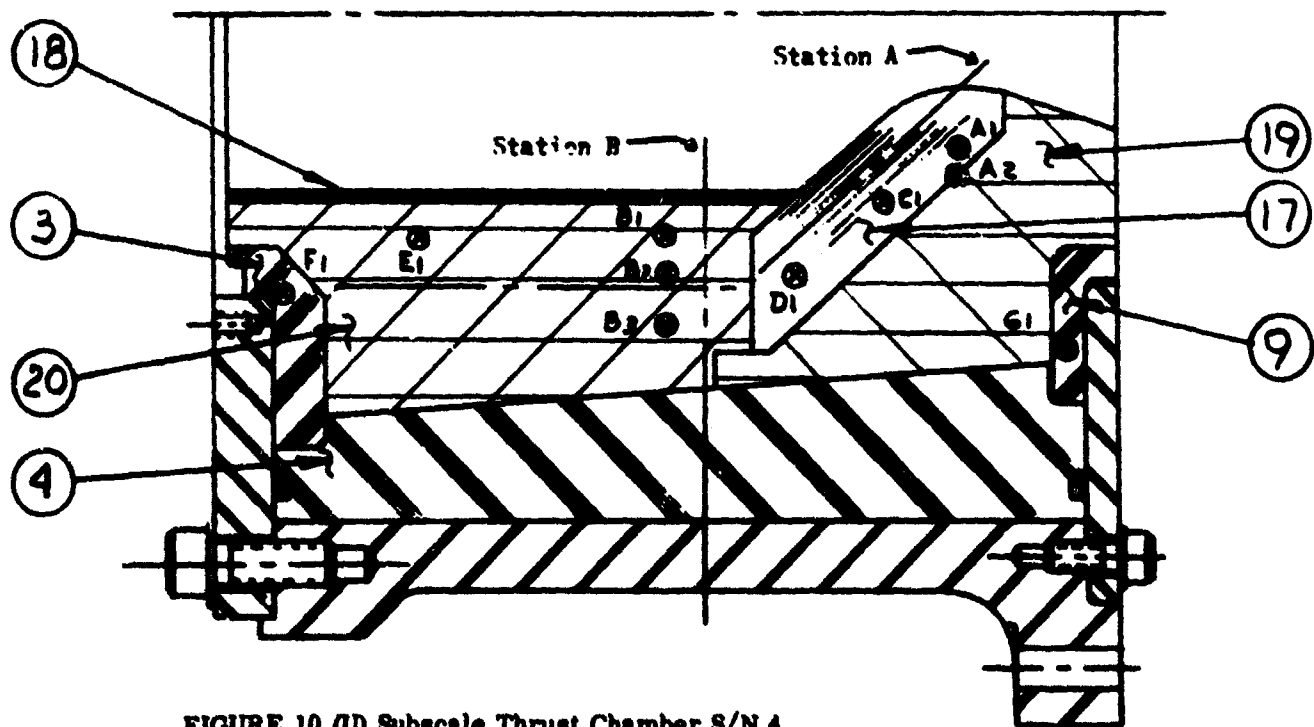 18
Station A
A1
19
Station B
A2
C1
17
3
B1
F1
E1
B2
D1
B3
G1
9
20
4
FIGURE 10 (U) Subscale Thrust Chamber S/N 4